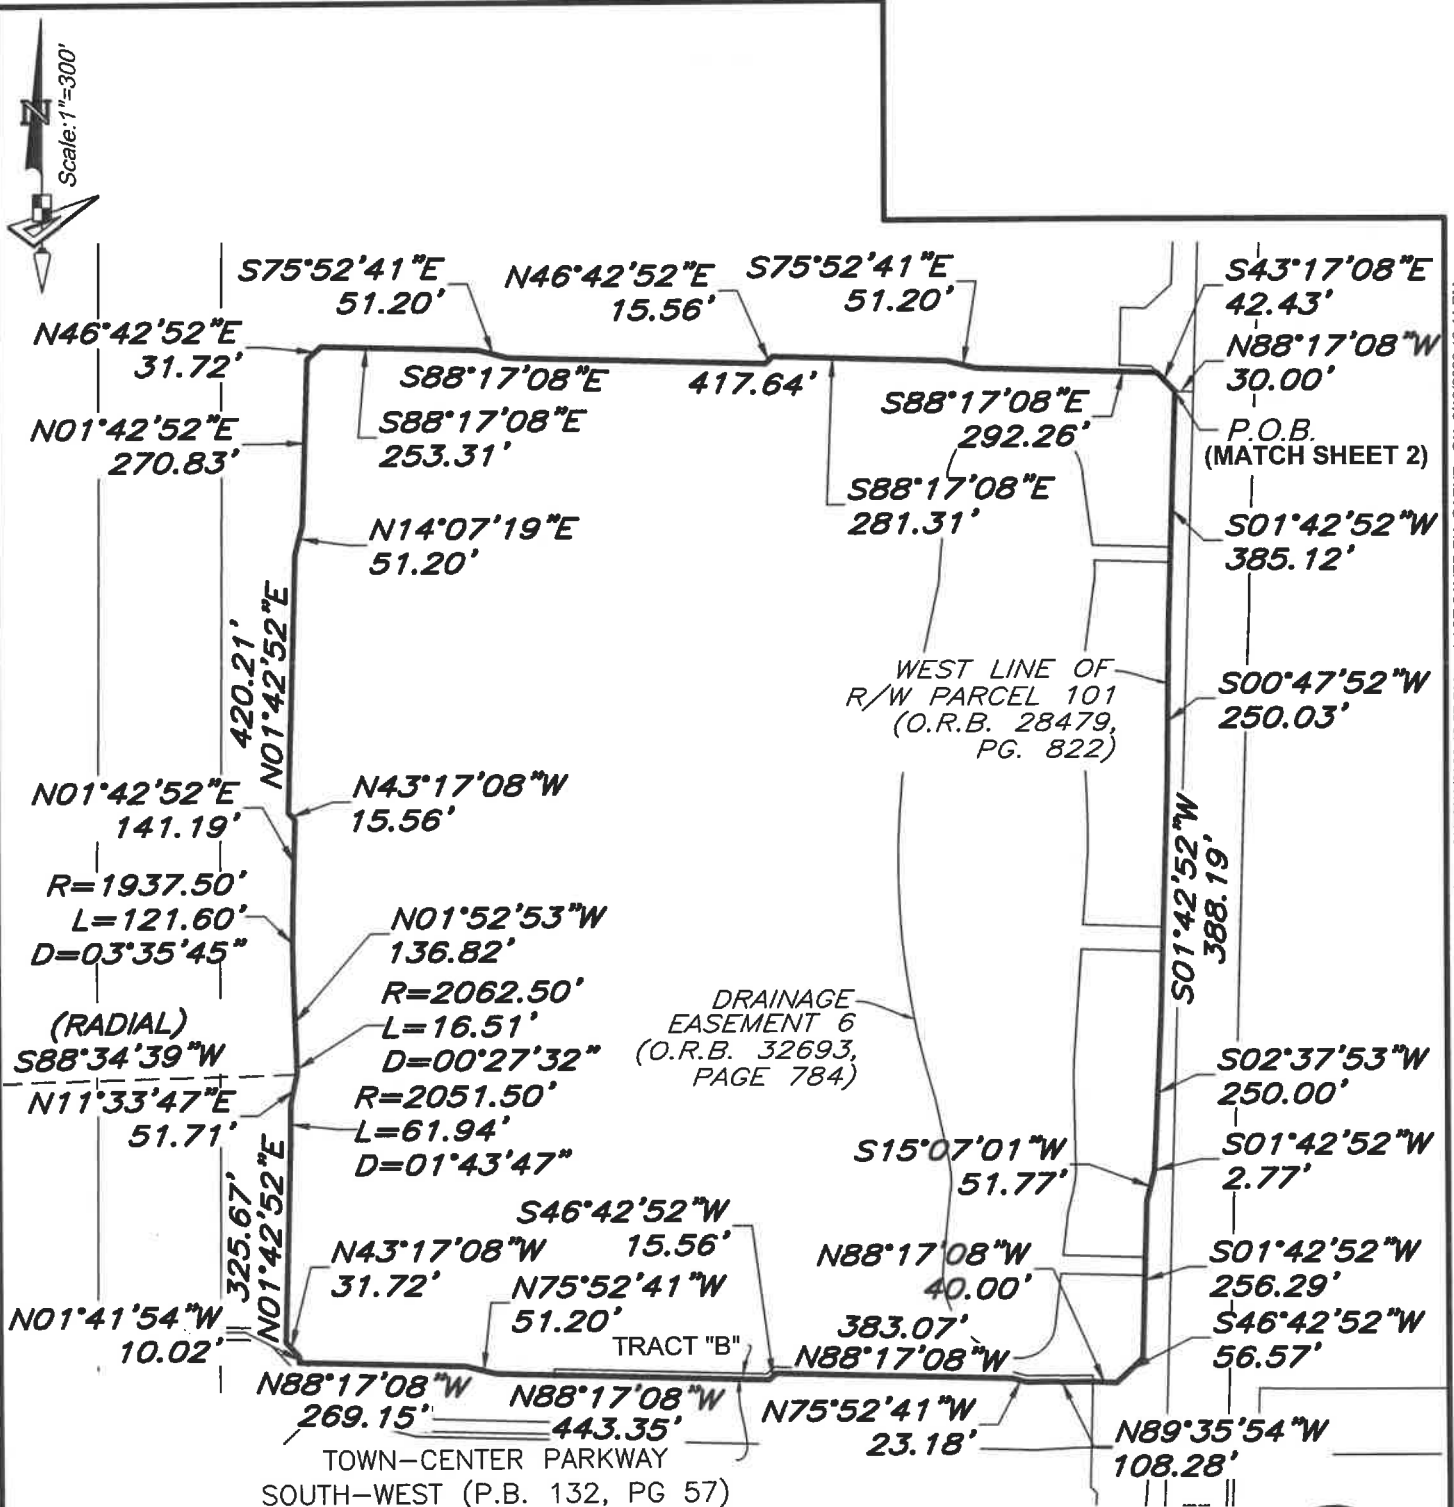 N
Scale:1"=300'
S75°52'41"E
51.20'
N46°42'52"E
15.56'
S75°52'41"E
51.20'
S43°17'08"E
42.43'
N46°42'52"E
31.72'
N88°17'08"W
30.00'
S88°17'08"E
417.64'
S88°17'08"E
292.26'
P.O.B.
(MATCH SHEET 2)
N01°42'52"E
270.83'
S88°17'08"E
253.31'
S88°17'08"E
281.31'
N14°07'19"E
51.20'
S01°42'52"W
385.12'
420.21'
N01°42'52"E
WEST LINE OF
R/W PARCEL 101
(O.R.B. 28479,
PG. 822)
S00°47'52"W
250.03'
N01°42'52"E
141.19'
N43°17'08"W
15.56'
S01°42'52"W
388.19'
R=1937.50'
L=121.60'
D=03°35'45"
N01°52'53"W
136.82'
R=2062.50'
L=16.51'
D=00°27'32"
DRAINAGE
EASEMENT 6
(O.R.B. 32693,
PAGE 784)
(RADIAL)
S88°34'39"W
S02°37'53"W
250.00'
N11°33'47"E
51.71'
R=2051.50'
L=61.94'
D=01°43'47"
S15°07'01"W
51.77'
S01°42'52"W
2.77'
325.67'
N01°42'52"E
S46°42'52"W
15.56'
N43°17'08"W
31.72'
N88°17'08"W
40.00'
S01°42'52"W
256.29'
N75°52'41"W
51.20'
N01°41'54"W
10.02'
TRACT "B"
383.07'
N88°17'08"W
S46°42'52"W
56.57'
N88°17'08"W
269.15'
N88°17'08"W
443.35'
N75°52'41"W
23.18'
N89°35'54"W
108.28'
TOWN-CENTER PARKWAY
SOUTH-WEST (P.B. 132, PG 57)